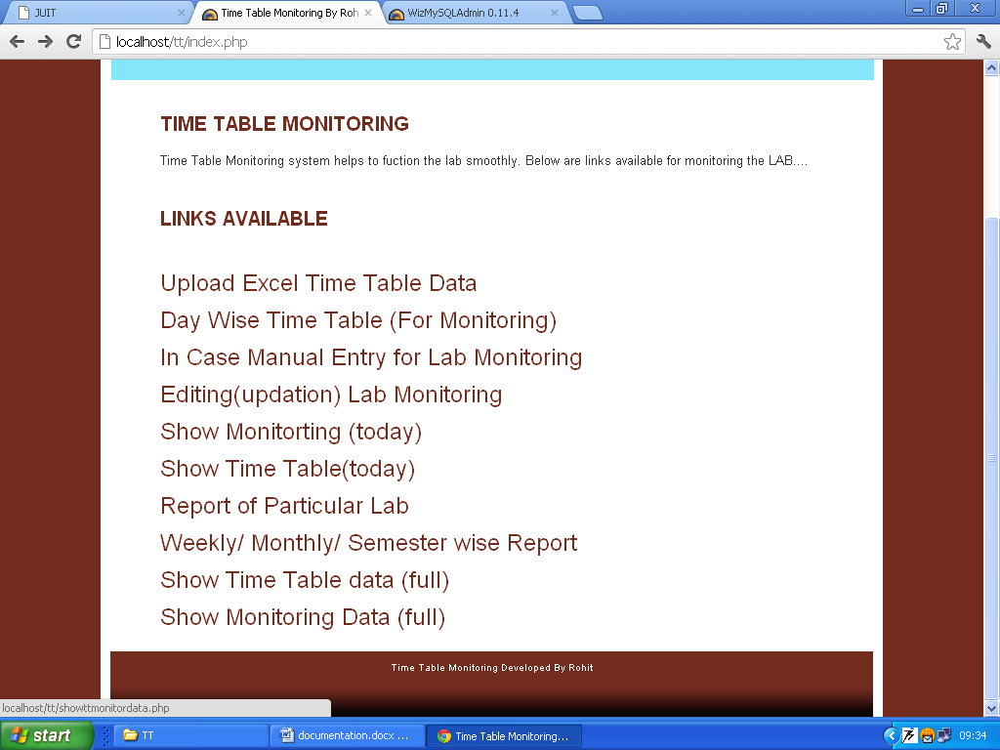 JUIT
Time Table Monitoring By Roh
WizMySQLAdmin 0.11.4
localhost/tt/index.php
TIME TABLE MONITORING
Time Table Monitoring system helps to fuction the lab smoothly. Below are links available for monitoring the LAB....
LINKS AVAILABLE
Upload Excel Time Table Data
Day Wise Time Table (For Monitoring)
In Case Manual Entry for Lab Monitoring
Editing(updation) Lab Monitoring
Show Monitorting (today)
Show Time Table(today)
Report of Particular Lab
Weekly/ Monthly/ Semester wise Report
Show Time Table data (full)
Show Monitoring Data (full)
Time Table Monitoring Developed By Rohit
localhost/tt/showttmonitordata.php
start
TT
documentation.docx ...
Time Table Monitoring...
09:34